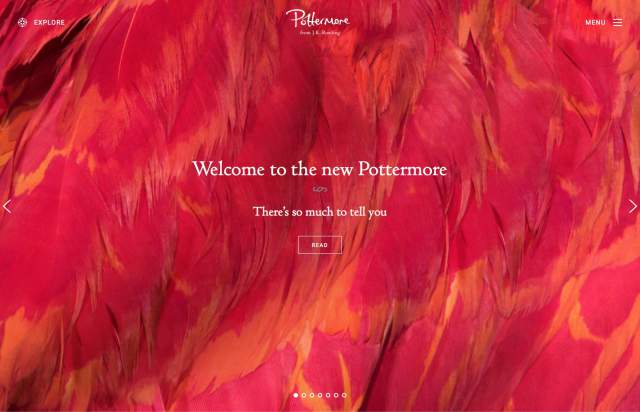 EXPLORE
Pottermore
from J.K. Rowling
MENU
Welcome to the new Pottermore
There's so much to tell you
READ